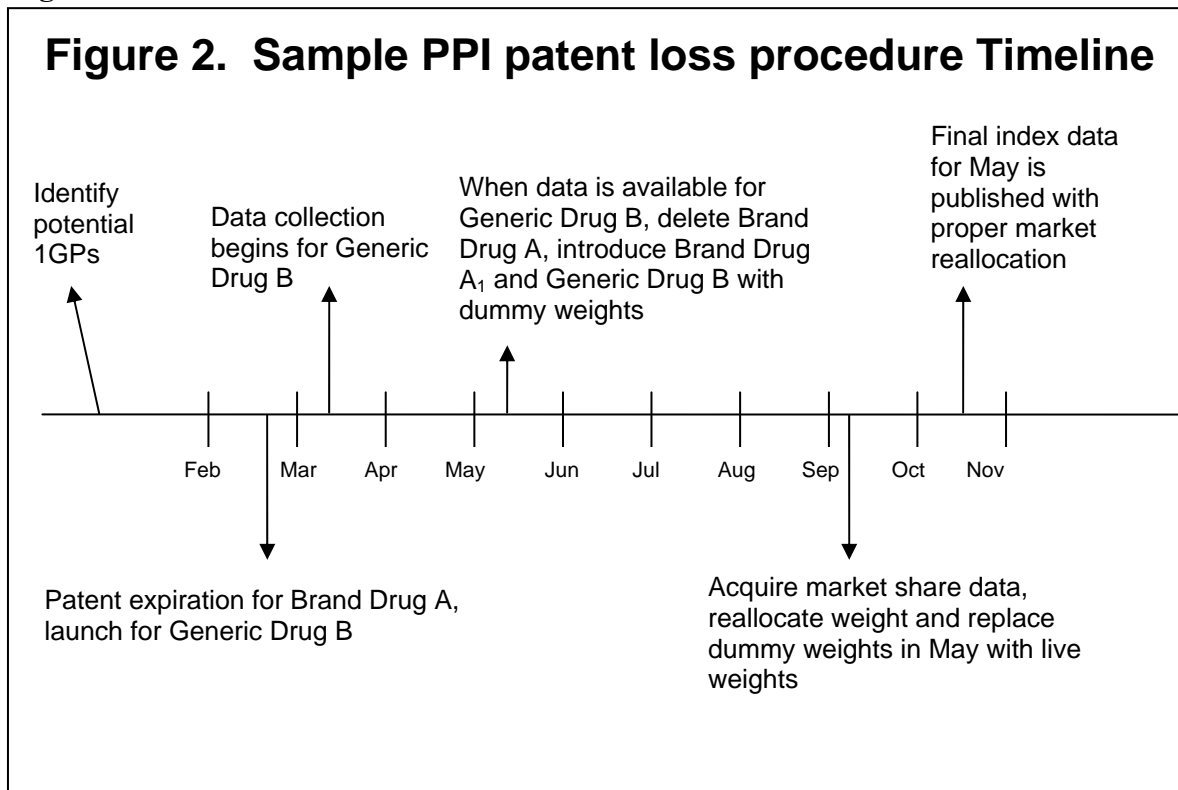 Figure 2.  Sample PPI patent loss procedure Timeline
Identify
potential
1GPs
Data collection
begins for Generic
Drug B
When data is available for
Generic Drug B, delete Brand
Drug A, introduce Brand Drug
A₁ and Generic Drug B with
dummy weights
Final index data
for May is
published with
proper market
reallocation
Feb
Mar
Apr
May
Jun
Jul
Aug
Sep
Oct
Nov
Patent expiration for Brand Drug A,
launch for Generic Drug B
Acquire market share data,
reallocate weight and replace
dummy weights in May with live
weights